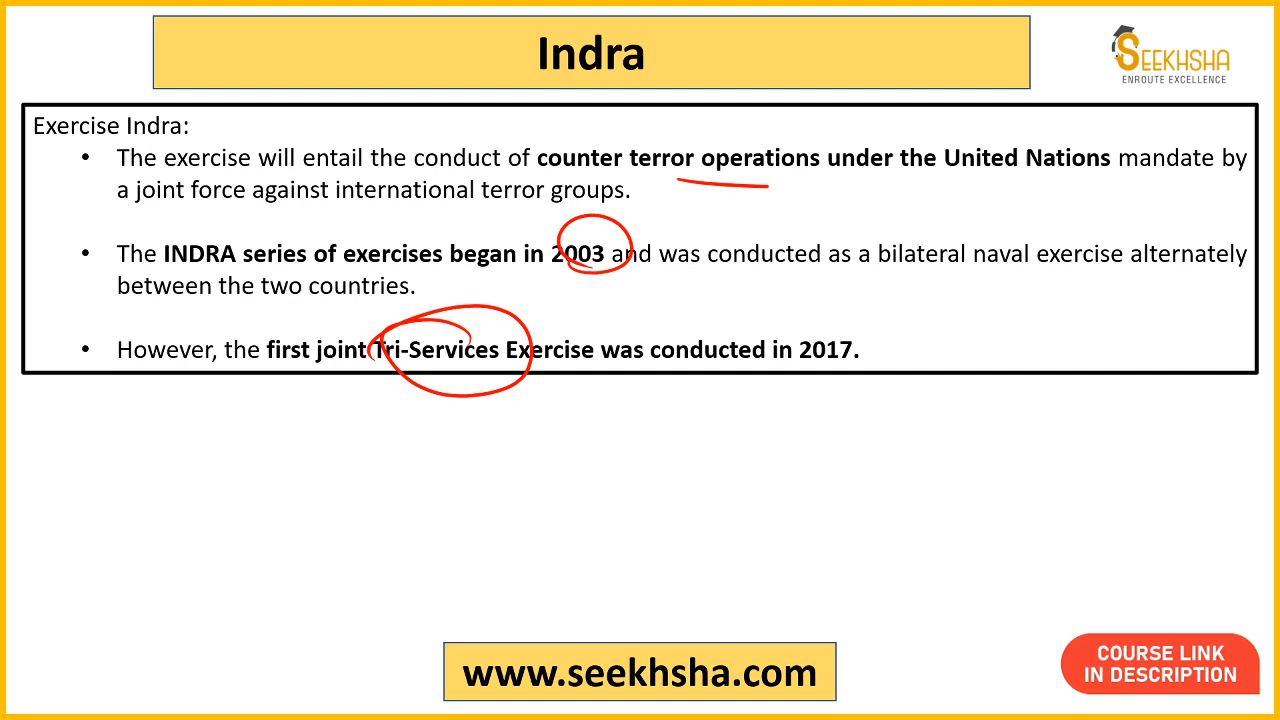 Indra
SEEKHSHA
ENROUTE EXCELLENCE
Exercise Indra:
• The exercise will entail the conduct of counter terror operations under the United Nations mandate by
a joint force against international terror groups.
• The INDRA series of exercises began in 2003 and was conducted as a bilateral naval exercise alternately
between the two countries.
• However, the first joint Tri-Services Exercise was conducted in 2017.
www.seekhsha.com
COURSE LINK
IN DESCRIPTION